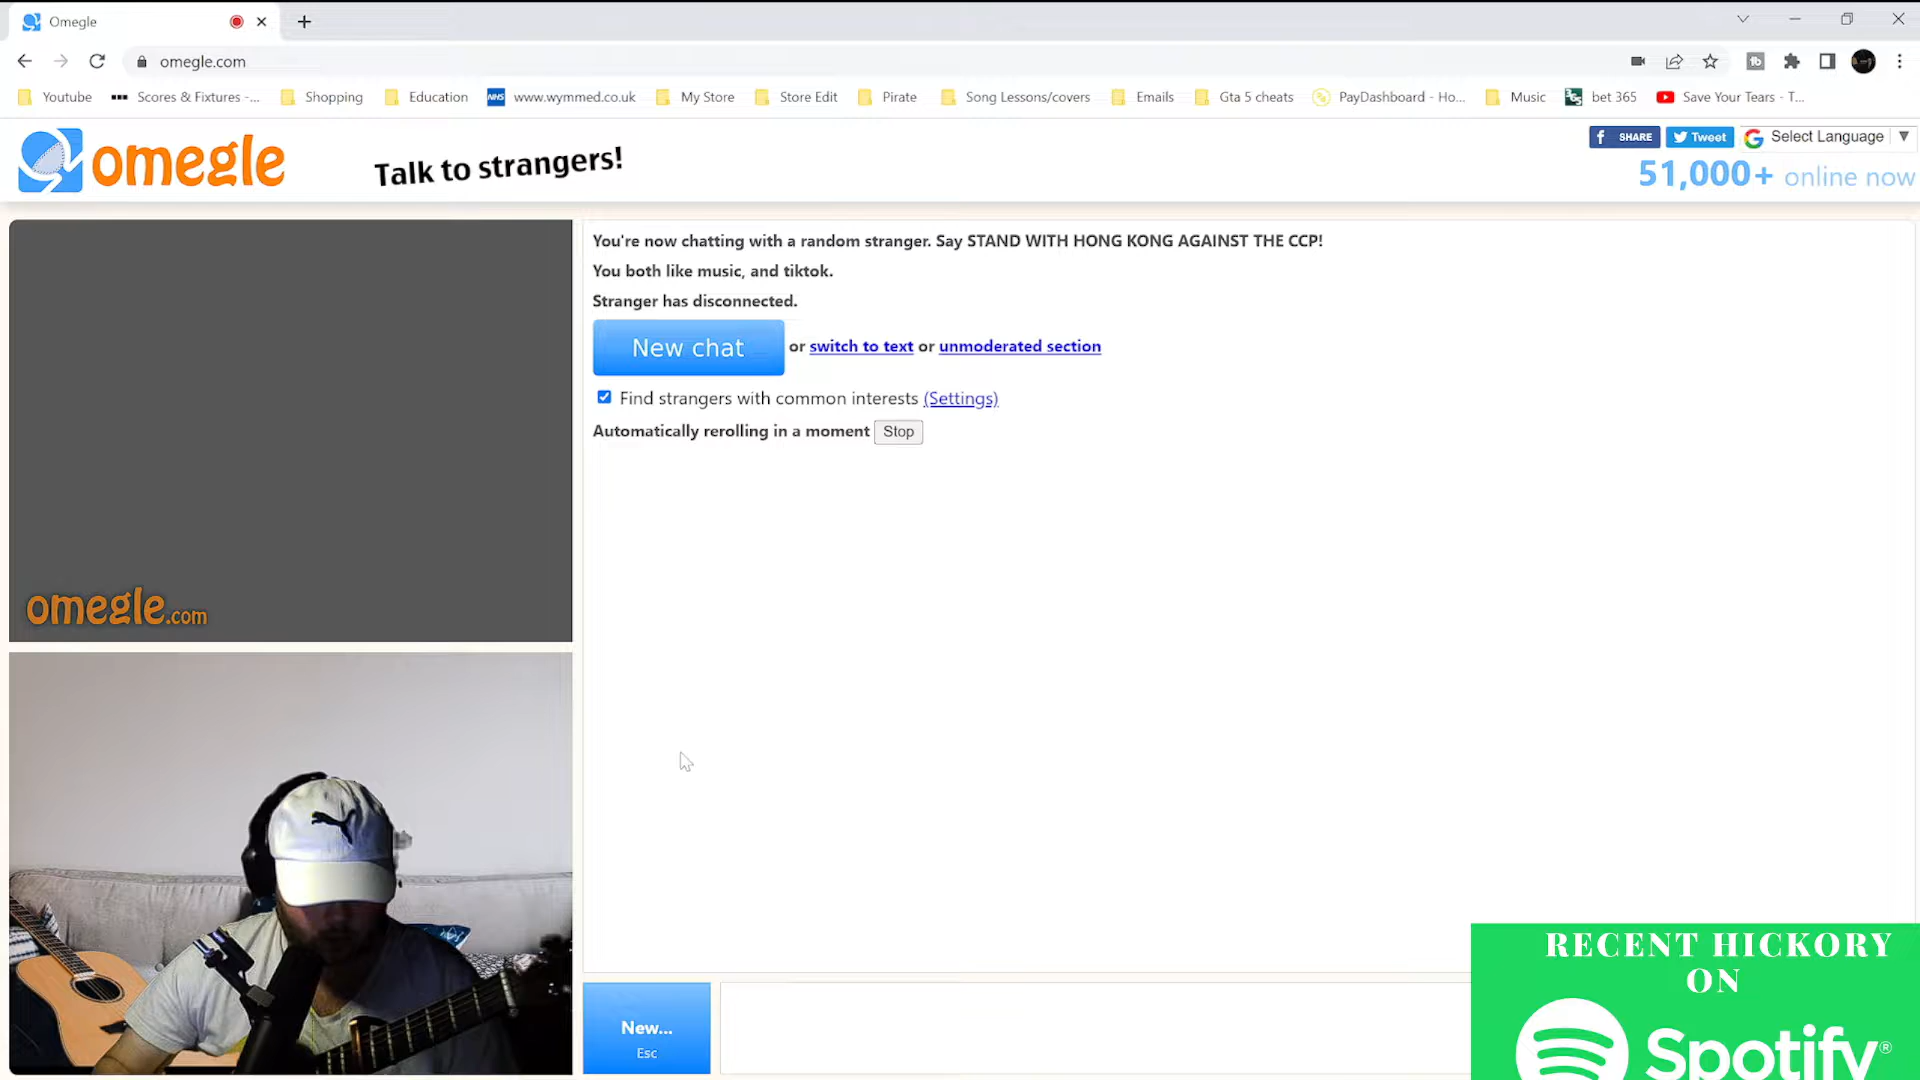 Omegle
omegle.com
Youtube
Scores & Fixtures -...
Shopping
Education
NHS
www.wymmed.co.uk
My Store
Store Edit
Pirate
Song Lessons/covers
Emails
Gta 5 cheats
PayDashboard - Ho...
Music
365
bet 365
Save Your Tears - T...
omegle
Talk to strangers!
f SHARE
Tweet
G Select Language ▼
51,000+ online now
You're now chatting with a random stranger. Say STAND WITH HONG KONG AGAINST THE CCP!
You both like music, and tiktok.
Stranger has disconnected.
New chat or switch to text or unmoderated section
Find strangers with common interests (Settings)
Automatically rerolling in a moment Stop
omegle.com
New...
Esc
RECENT HICKORY
ON
Spotify®